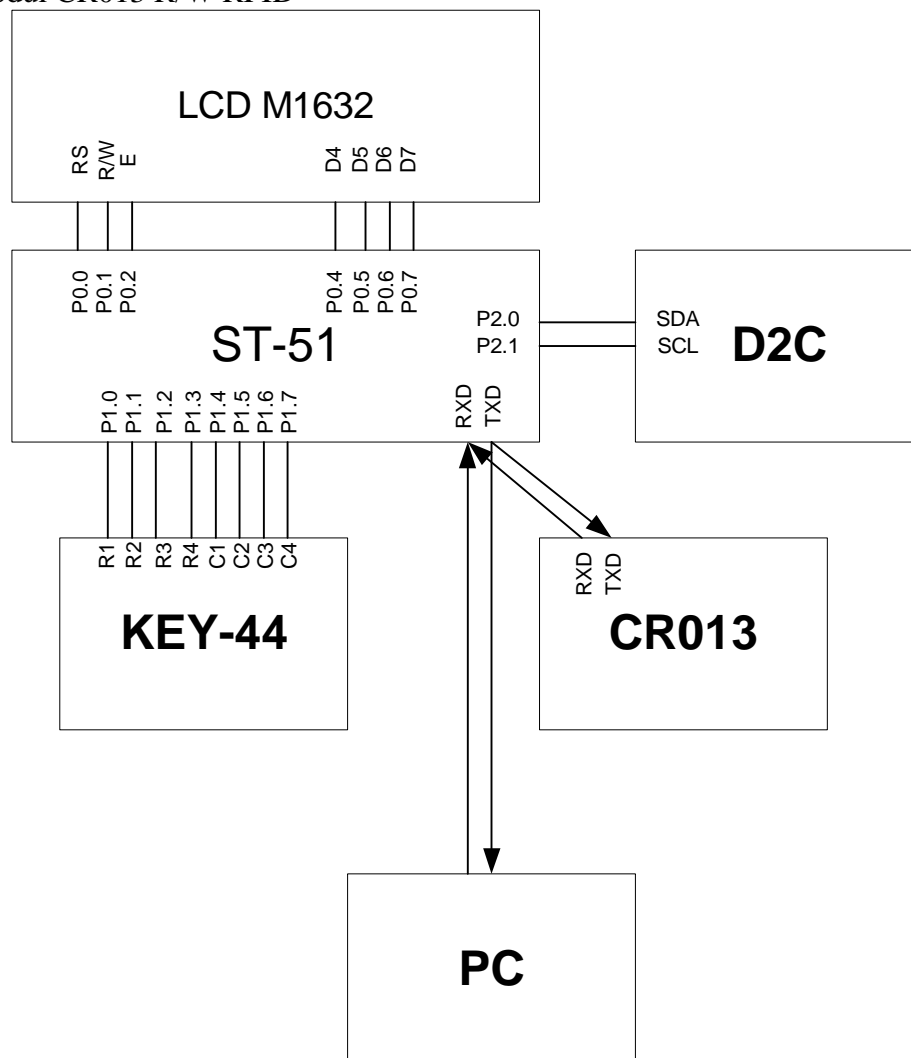 CR013 R/W RFID
LCD M1632
RS R/W E D4 D5 D6 D7
P0.0 P0.1 P0.2 P0.4 P0.5 P0.6 P0.7
P2.0 SDA
ST-51 D2C
P2.1 SCL
P1.0 P1.1 P1.2 P1.3 P1.4 P1.5 P1.6 P1.7 RXD TXD
R1 R2 R3 R4 C1 C2 C3 C4 RXD TXD
KEY-44 CR013
PC